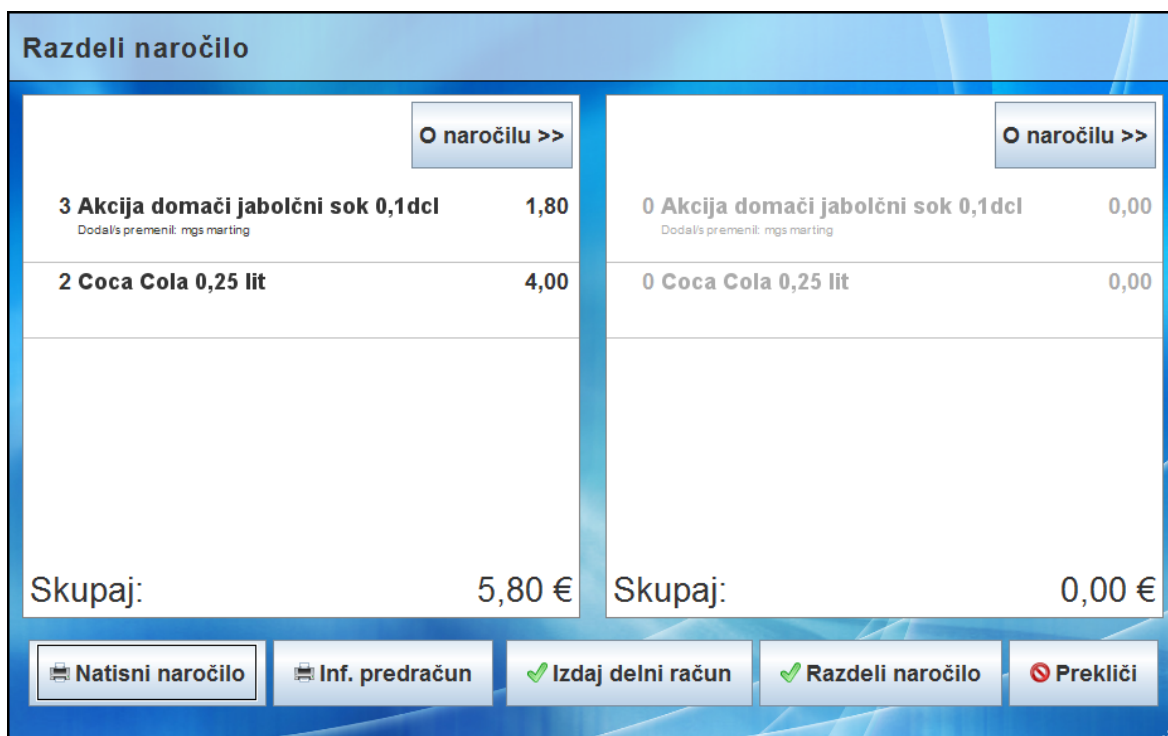 Razdeli naročilo
O naročilu >>
3 Akcija domači jabolčni sok 0,1dcl 1,80
Dodal/s premenil: mgs marting
2 Coca Cola 0,25 lit 4,00
Skupaj: 5,80 €
O naročilu >>
0 Akcija domači jabolčni sok 0,1dcl 0,00
Dodal/s premenil: mgs marting
0 Coca Cola 0,25 lit 0,00
Skupaj: 0,00 €
Natisni naročilo Inf. predračun Izdaj delni račun Razdeli naročilo Prekliči